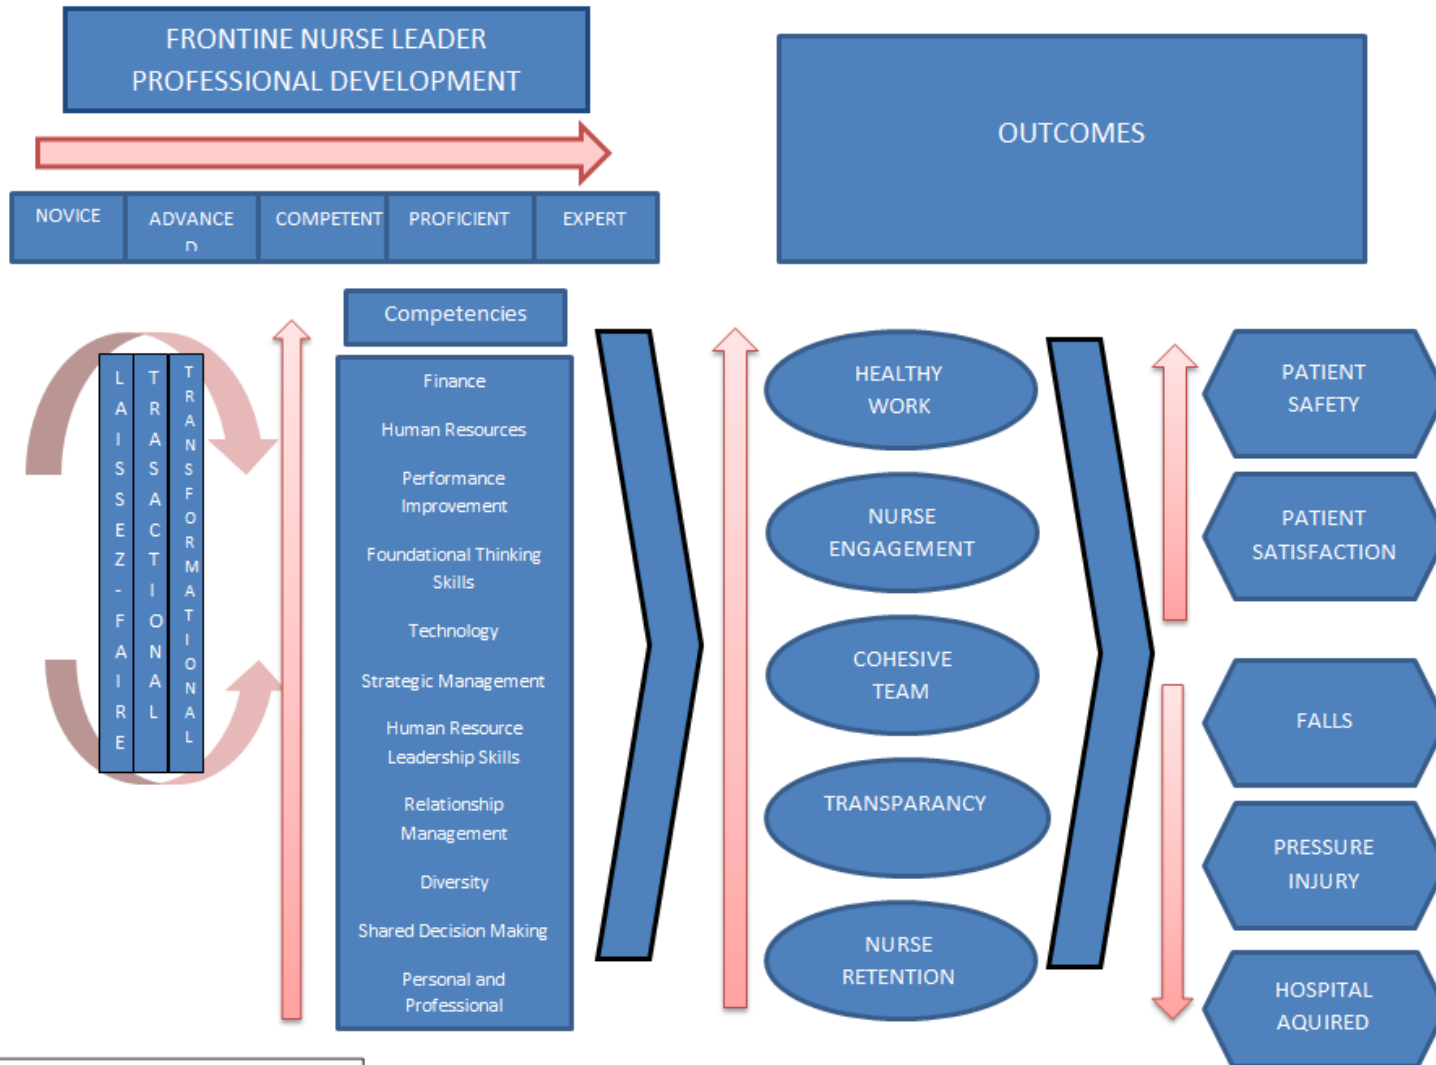 FRONTINE NURSE LEADER
PROFESSIONAL DEVELOPMENT
OUTCOMES
NOVICE
ADVANCE
D
COMPETENT
PROFICIENT
EXPERT
LAISSEZ-FAIRE
TRASACTIONAL
TRANSFORMATIONAL
Competencies
Finance
Human Resources
Performance
Improvement
Foundational Thinking
Skills
Technology
Strategic Management
Human Resource
Leadership Skills
Relationship
Management
Diversity
Shared Decision Making
Personal and
Professional
HEALTHY
WORK
NURSE
ENGAGEMENT
COHESIVE
TEAM
TRANSPARANCY
NURSE
RETENTION
PATIENT
SAFETY
PATIENT
SATISFACTION
FALLS
PRESSURE
INJURY
HOSPITAL
AQUIRED